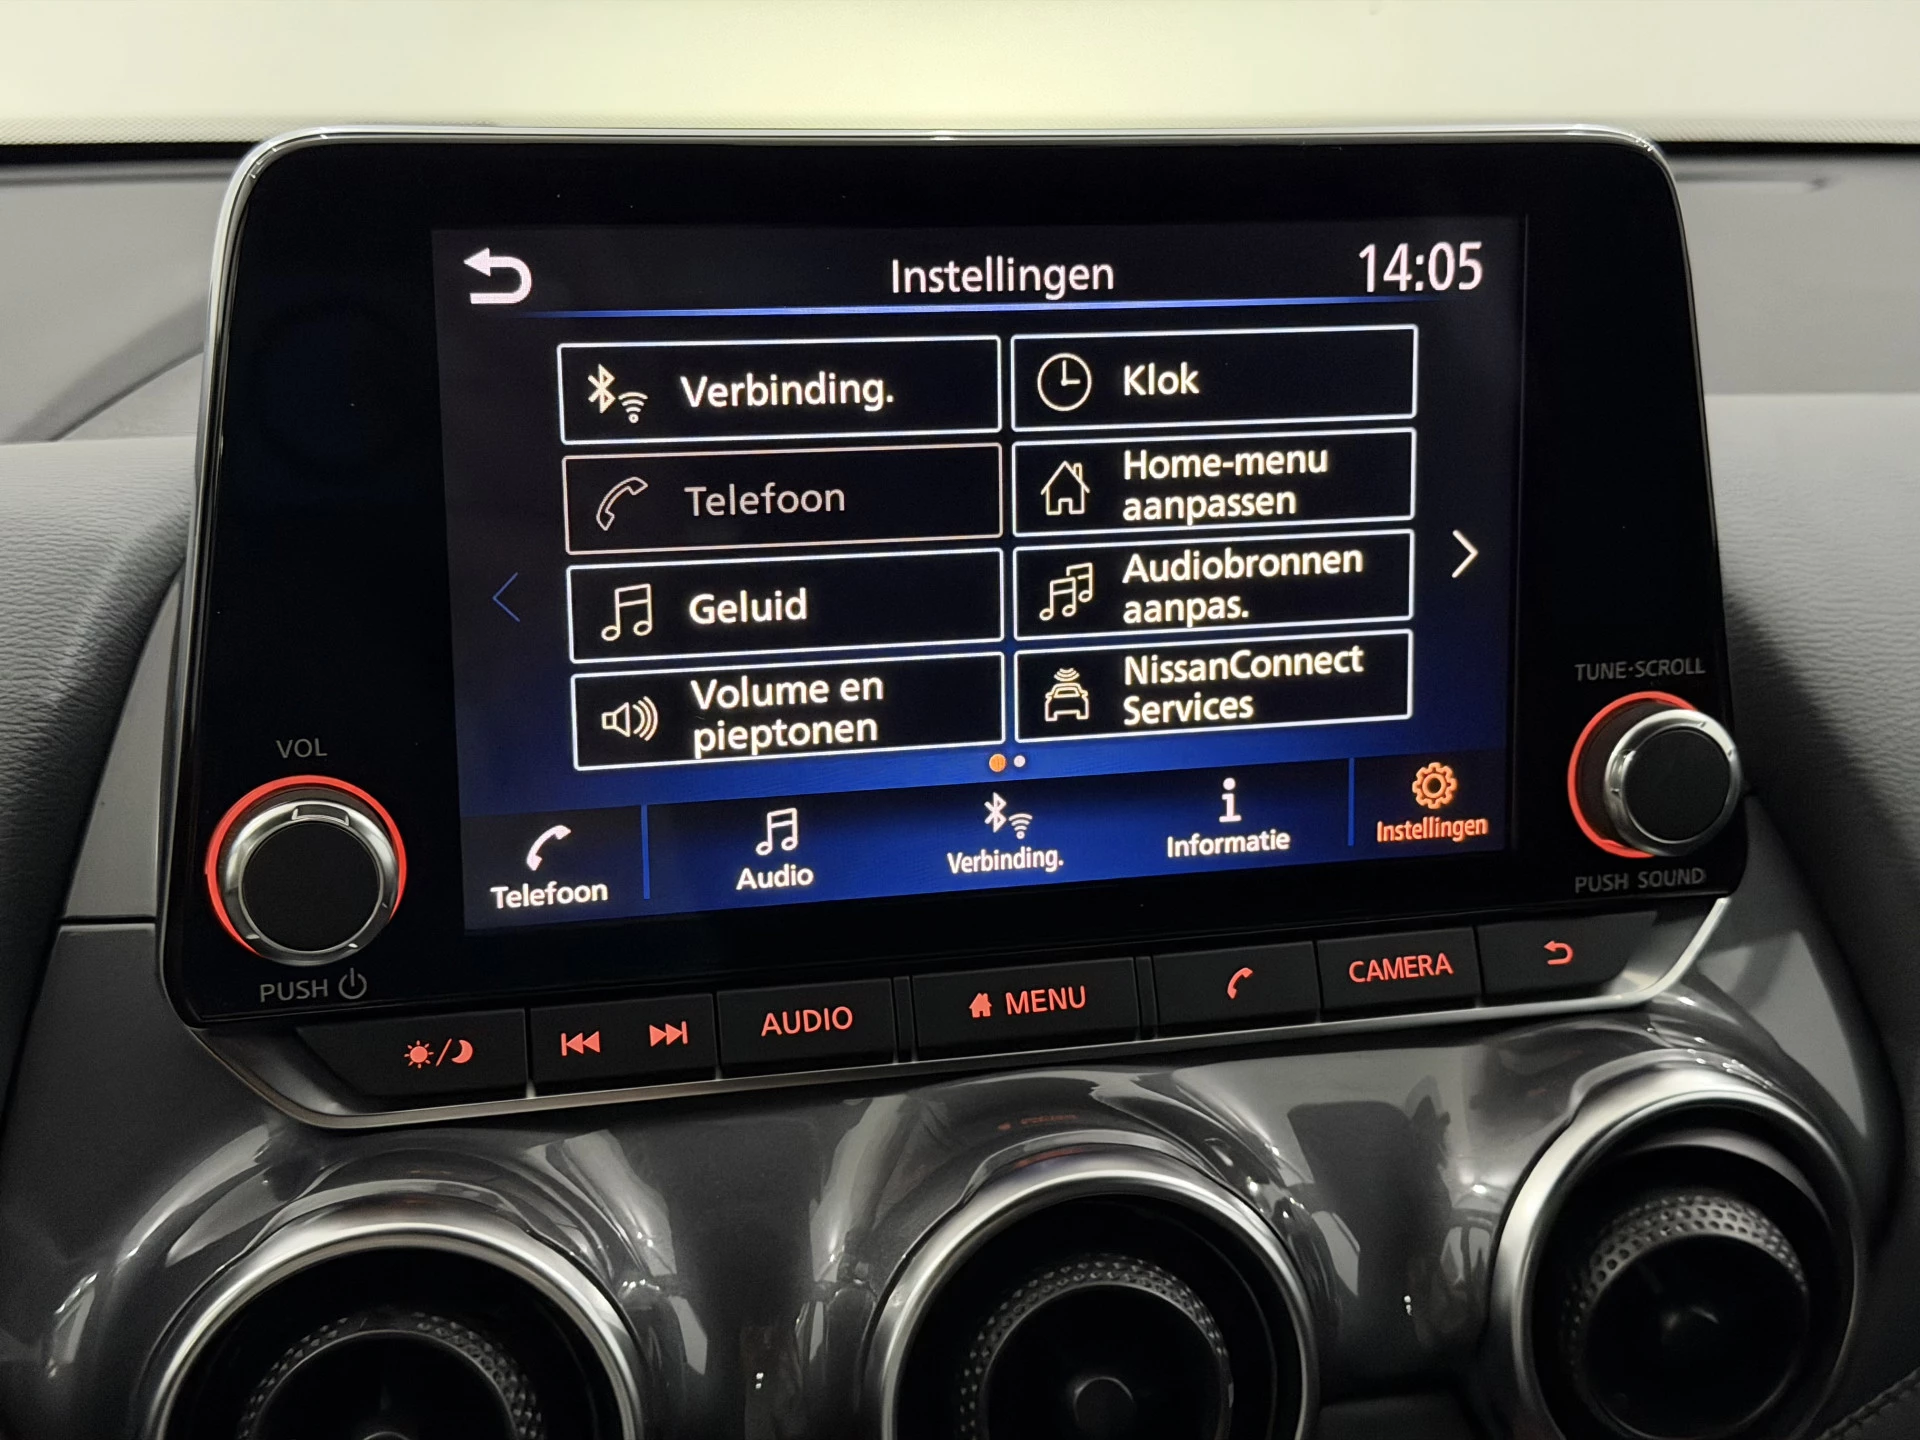 Instellingen
14:05
Verbinding.
Klok
Telefoon
Home-menu
aanpassen
Geluid
Audiobronnen
aanpas.
Volume en
pieptonen
NissanConnect
Services
Telefoon
Audio
Verbinding.
Informatie
Instellingen
VOL
PUSH
TUNE·SCROLL
PUSH SOUND
AUDIO
MENU
CAMERA